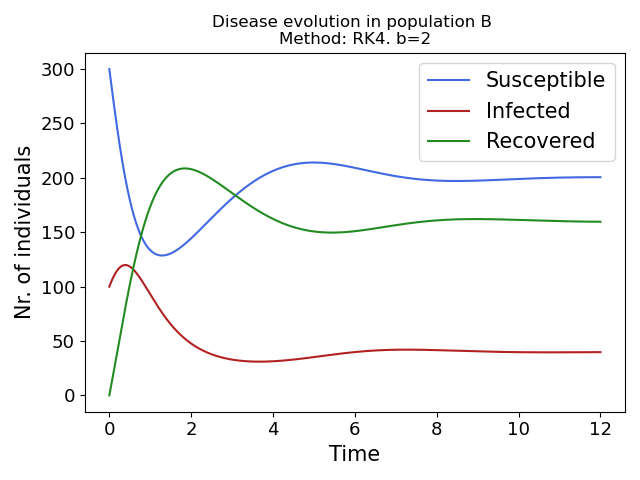 Disease evolution in population B
Method: RK4. b=2
300
250
200
150
100
50
0
Nr. of individuals
Susceptible
Infected
Recovered
0 2 4 6 8 10 12
Time